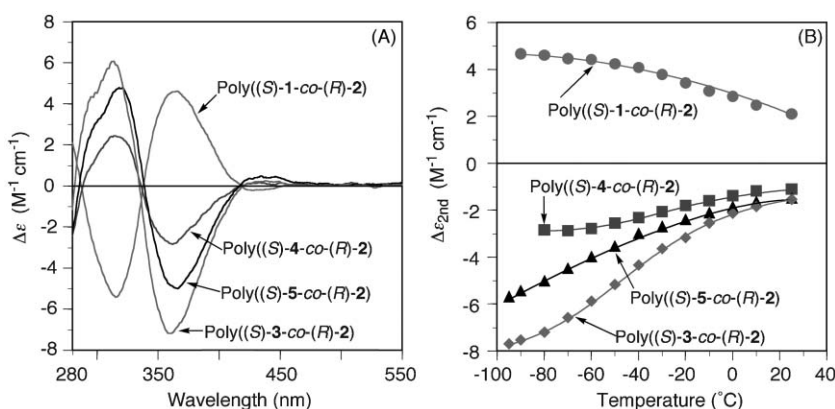 (A)
8
6
4
2
0
-2
-4
-6
-8
Δε (M⁻¹ cm⁻¹)
Poly((S)-1-co-(R)-2)
Poly((S)-4-co-(R)-2)
Poly((S)-5-co-(R)-2)
Poly((S)-3-co-(R)-2)
280 350 450 550
Wavelength (nm)
(B)
6
4
2
0
-2
-4
-6
-8
Δε2nd (M⁻¹ cm⁻¹)
Poly((S)-1-co-(R)-2)
Poly((S)-4-co-(R)-2)
Poly((S)-5-co-(R)-2)
Poly((S)-3-co-(R)-2)
-100 -80 -60 -40 -20 0 20 40
Temperature (°C)